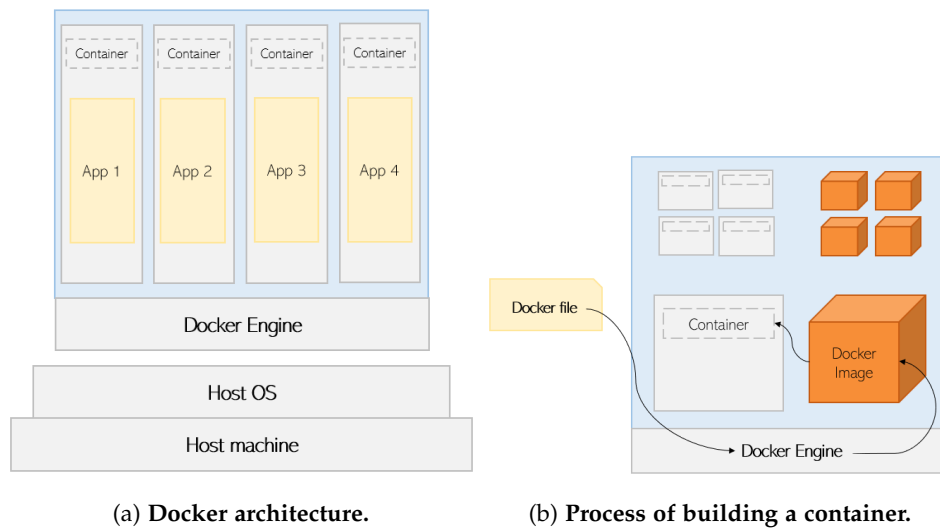 Container Container Container Container
App 1 App 2 App 3 App 4
Docker Engine
Host OS
Host machine
(a) Docker architecture.
Docker file
Container
Docker
Image
Docker Engine
(b) Process of building a container.